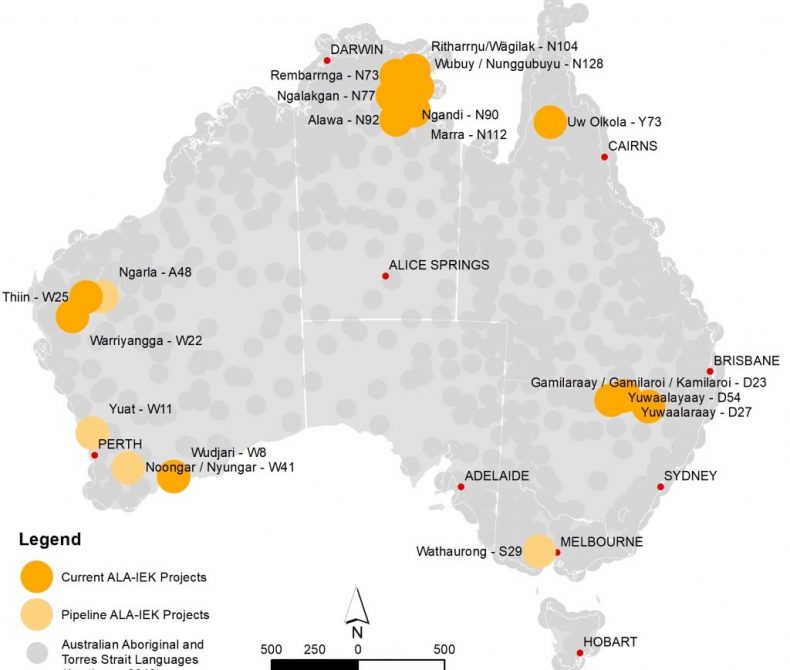 DARWIN
Ritharrŋu/Wägilak - N104
Wubuy / Nunggubuyu - N128
Rembarrnga - N73
Ngalakgan - N77
Alawa - N92
Ngandi - N90
Marra - N112
Uw Olkola - Y73
CAIRNS
ALICE SPRINGS
Ngarla - A48
Thiin - W25
Warriyangga - W22
BRISBANE
Gamilaraay / Gamilaroi / Kamilaroi - D23
Yuwaalayaay - D54
Yuwaalaraay - D27
Yuat - W11
PERTH
Wudjari - W8
Noongar / Nyungar - W41
ADELAIDE
SYDNEY
Wathaurong - S29
MELBOURNE
HOBART
Legend
Current ALA-IEK Projects
Pipeline ALA-IEK Projects
Australian Aboriginal and
Torres Strait Languages
N
500 250 0 500